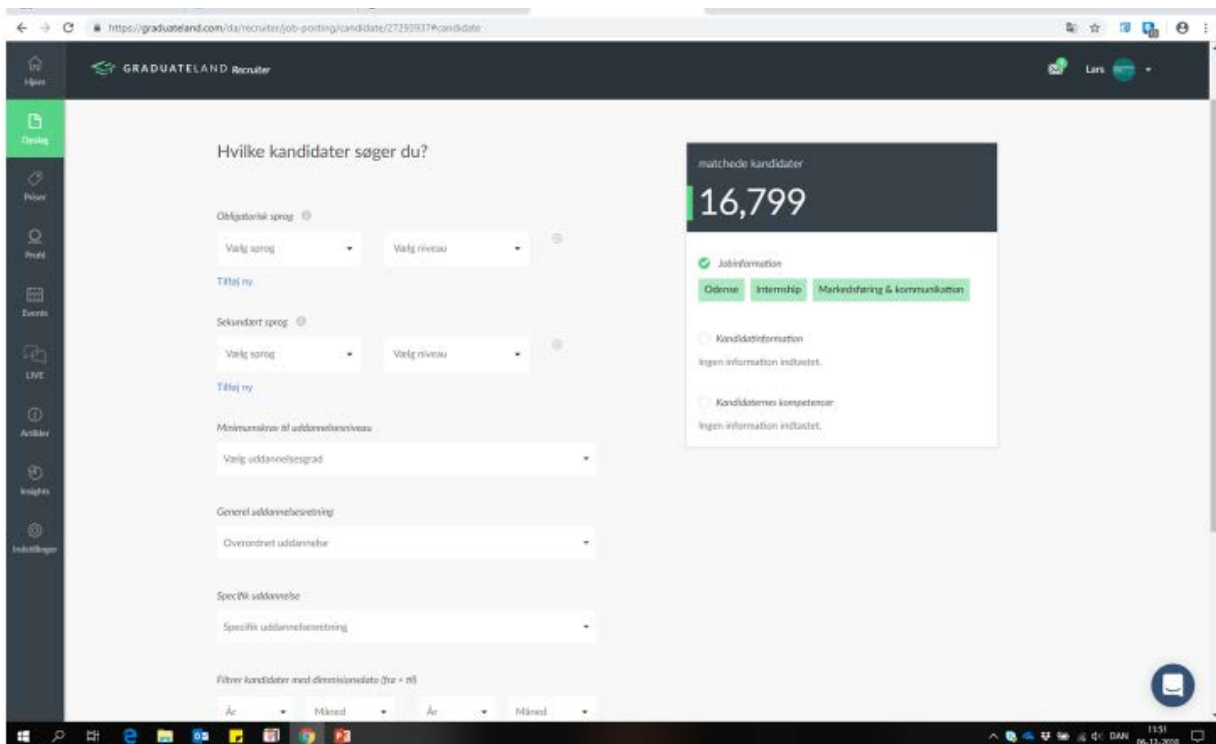 https://graduateland.com/da/recruiter/job-posting/candidate/27293937#candidate
Hjem
GRADUATELAND Recruiter
Lars
Opslag
Priser
Profil
Events
LIVE
Artikler
Insights
Indstillinger
Hvilke kandidater søger du?
Obligatorisk sprog
Vælg sprog
Vælg niveau
Tilføj ny
Sekundært sprog
Vælg sprog
Vælg niveau
Tilføj ny
Minimumskrav til uddannelsesniveau
Vælg uddannelsesgrad
Generel uddannelsesretning
Overordnet uddannelse
Specifik uddannelse
Specifik uddannelsesretning
Filtrer kandidater med dimmisionsdato (fra + til)
År
Måned
År
Måned
matchede kandidater
16,799
Jobinformation
Odense
Internship
Markedsføring & kommunikation
Kandidatinformation
Ingen information indtastet.
Kandidaternes kompetencer
Ingen information indtastet.
DAN
11:51
06-12-2018